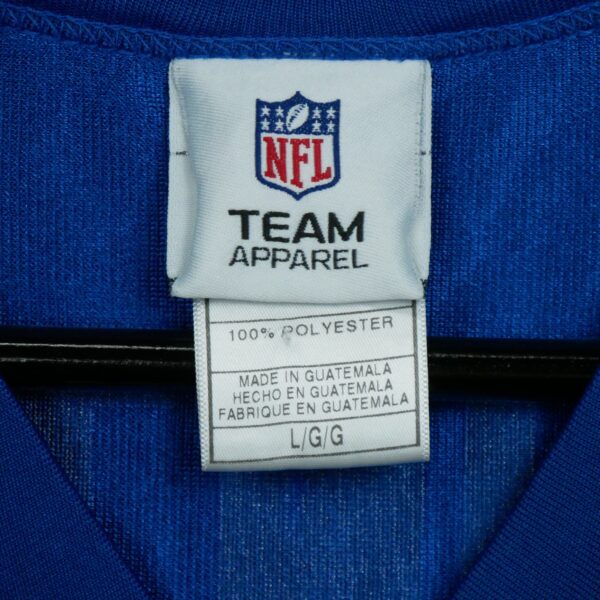 NFL
TEAM
APPAREL
100% POLYESTER
MADE IN GUATEMALA
HECHO EN GUATEMALA
FABRIQUE EN GUATEMALA
L/G/G